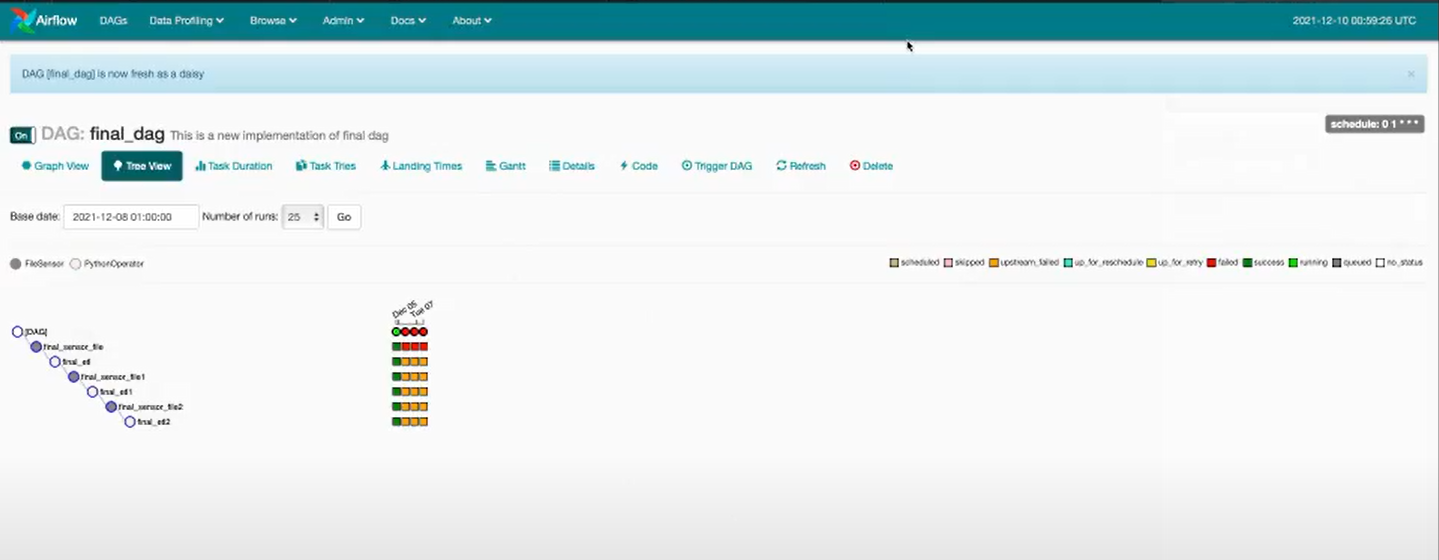 Airflow DAGs Data Profiling Browse Admin Docs About 2021-12-10 00:59:26 UTC
DAG [final_dag] is now fresh as a daisy ×
On DAG: final_dag This is a new implementation of final dag schedule: 0 1 * * *
Graph View Tree View Task Duration Task Tries Landing Times Gantt Details Code Trigger DAG Refresh Delete
Base date: 2021-12-08 01:00:00 Number of runs: 25 Go
FileSensor PythonOperator scheduled skipped upstream_failed up_for_reschedule up_for_retry failed success running queued no_status
Dec 05 Tue 07
[DAG]
final_sensor_file
final_etl
final_sensor_file1
final_etl1
final_sensor_file2
final_etl2